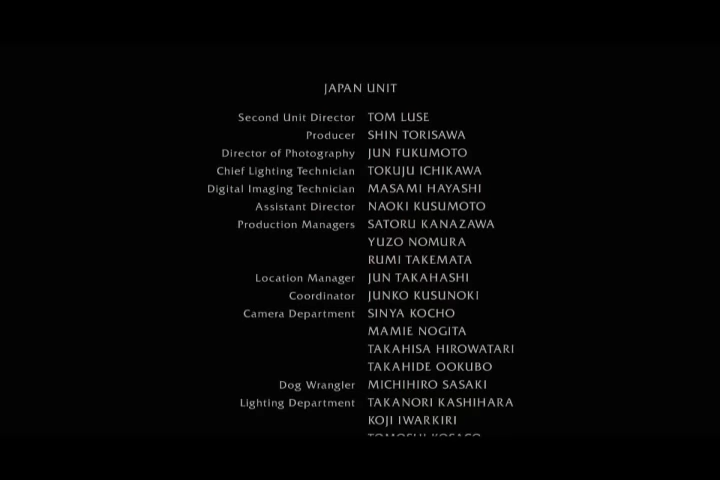 JAPAN UNIT
Second Unit Director TOM LUSE
Producer SHIN TORISAWA
Director of Photography JUN FUKUMOTO
Chief Lighting Technician TOKUJU ICHIKAWA
Digital Imaging Technician MASAMI HAYASHI
Assistant Director NAOKI KUSUMOTO
Production Managers SATORU KANAZAWA
YUZO NOMURA
RUMI TAKEMATA
Location Manager JUN TAKAHASHI
Coordinator JUNKO KUSUNOKI
Camera Department SINYA KOCHO
MAMIE NOGITA
TAKAHISA HIROWATARI
TAKAHIDE OOKUBO
Dog Wrangler MICHIHIRO SASAKI
Lighting Department TAKANORI KASHIHARA
KOJI IWARKIRI